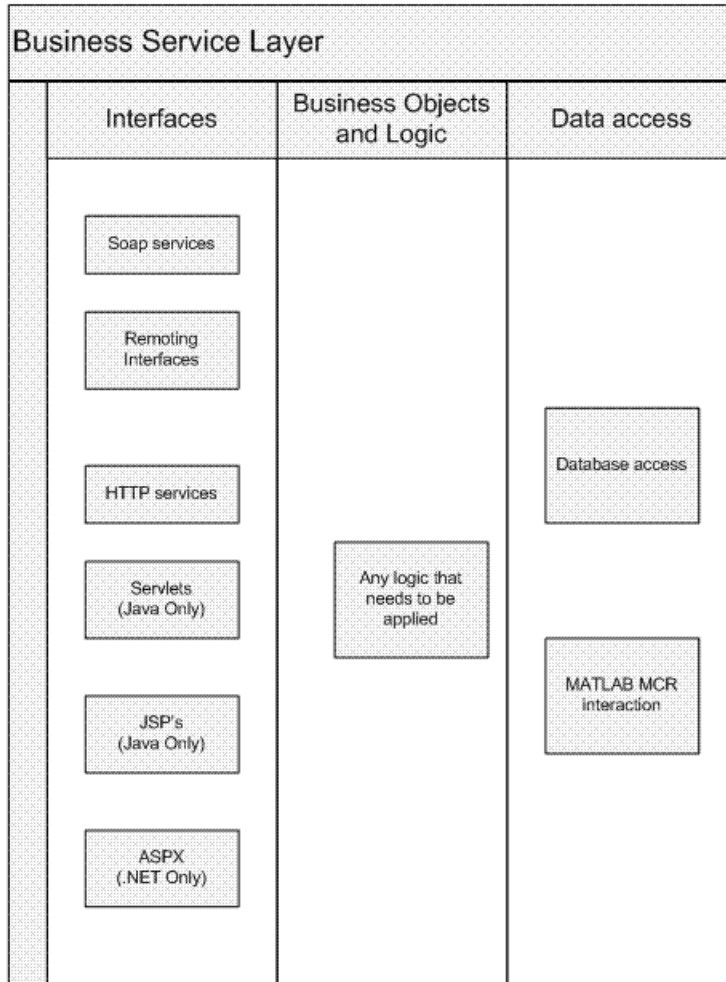 Business Service Layer
Interfaces
Business Objects
and Logic
Data access
Soap services
Remoting
Interfaces
HTTP services
Servlets
(Java Only)
JSP's
(Java Only)
ASPX
(.NET Only)
Any logic that
needs to be
applied
Database access
MATLAB MCR
interaction